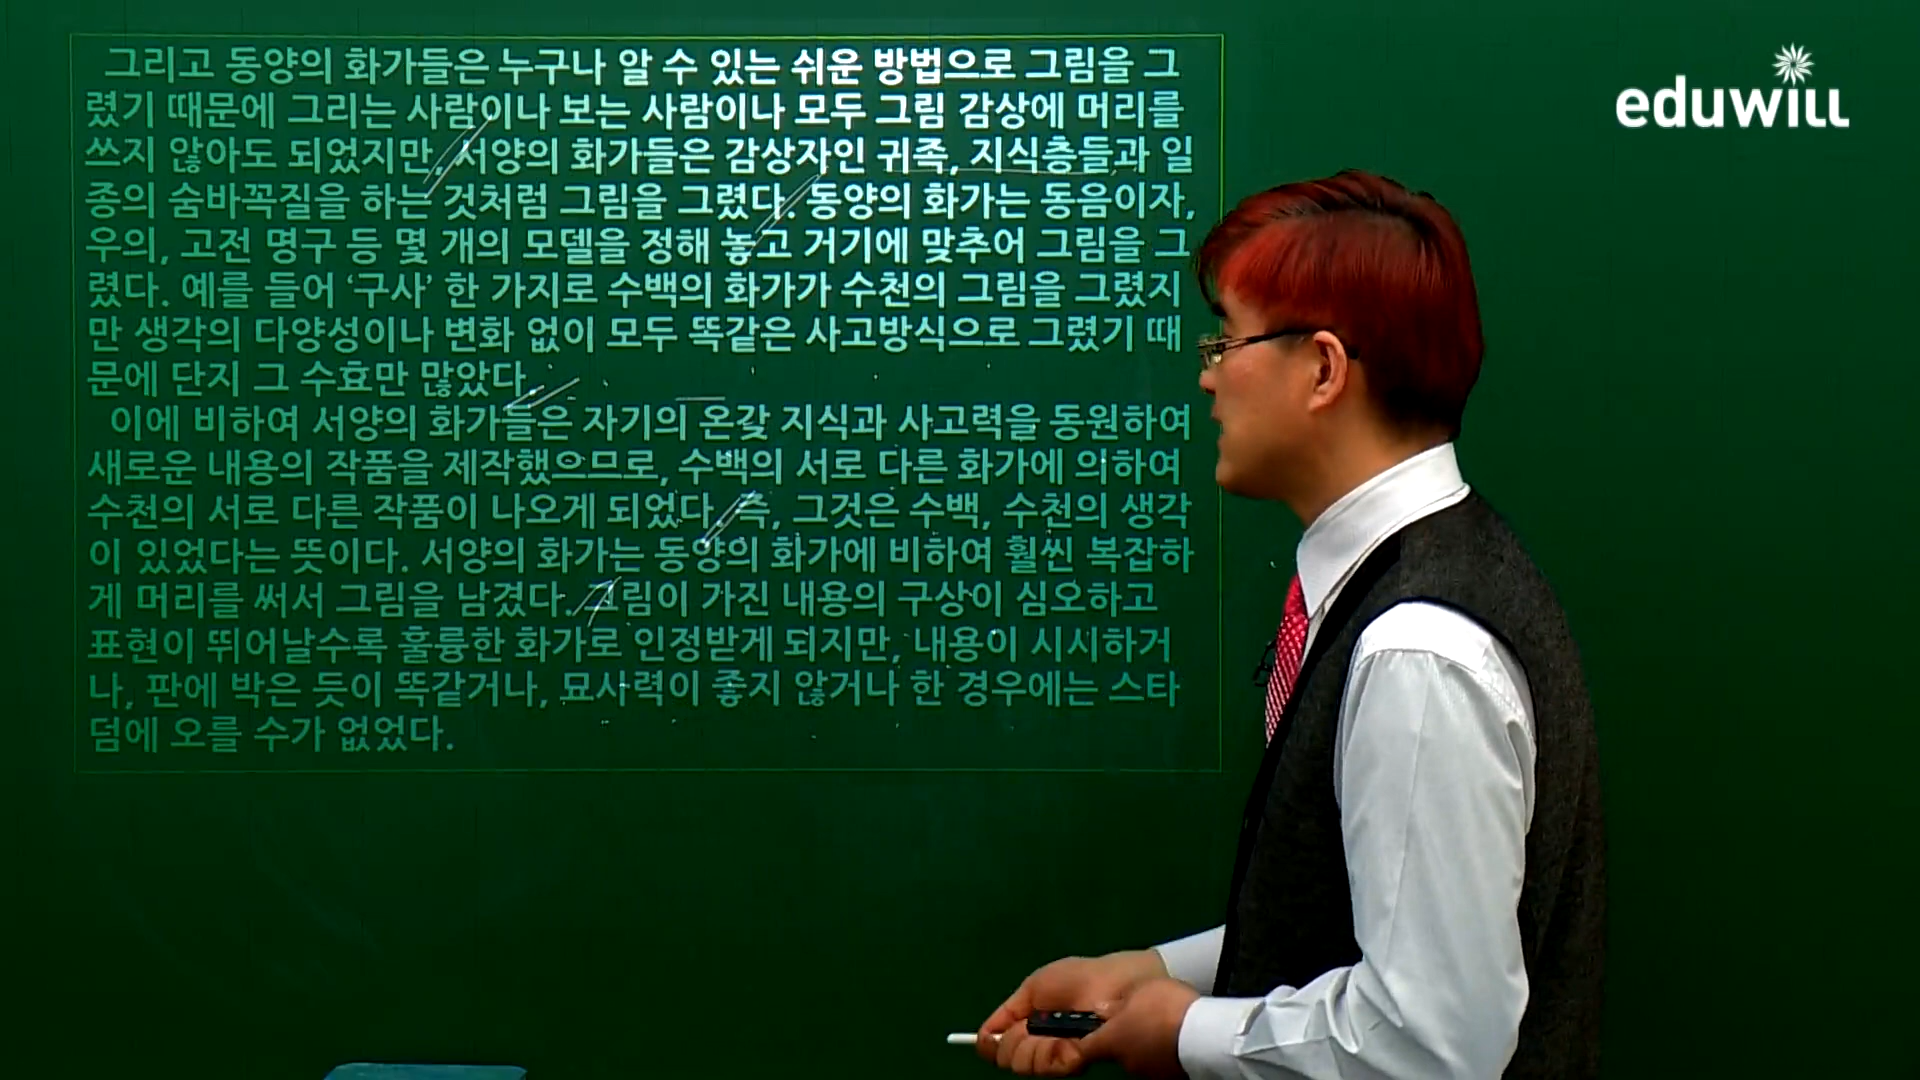 그리고 동양의 화가들은 누구나 알 수 있는 쉬운 방법으로 그림을 그
렸기 때문에 그리는 사람이나 보는 사람이나 모두 그림 감상에 머리를
쓰지 않아도 되었지만, 서양의 화가들은 감상자인 귀족, 지식층들과 일
종의 숨바꼭질을 하는 것처럼 그림을 그렸다. 동양의 화가는 동음이자,
우의, 고전 명구 등 몇 개의 모델을 정해 놓고 거기에 맞추어 그림을 그
렸다. 예를 들어 ‘구사’ 한 가지로 수백의 화가가 수천의 그림을 그렸지
만 생각의 다양성이나 변화 없이 모두 똑같은 사고방식으로 그렸기 때
문에 단지 그 수효만 많았다.
이에 비하여 서양의 화가들은 자기의 온갖 지식과 사고력을 동원하여
새로운 내용의 작품을 제작했으므로, 수백의 서로 다른 화가에 의하여
수천의 서로 다른 작품이 나오게 되었다. 즉, 그것은 수백, 수천의 생각
이 있었다는 뜻이다. 서양의 화가는 동양의 화가에 비하여 훨씬 복잡하
게 머리를 써서 그림을 남겼다. 그림이 가진 내용의 구상이 심오하고
표현이 뛰어날수록 훌륭한 화가로 인정받게 되지만, 내용이 시시하거
나, 판에 박은 듯이 똑같거나, 묘사력이 좋지 않거나 한 경우에는 스타
덤에 오를 수가 없었다.
eduwill